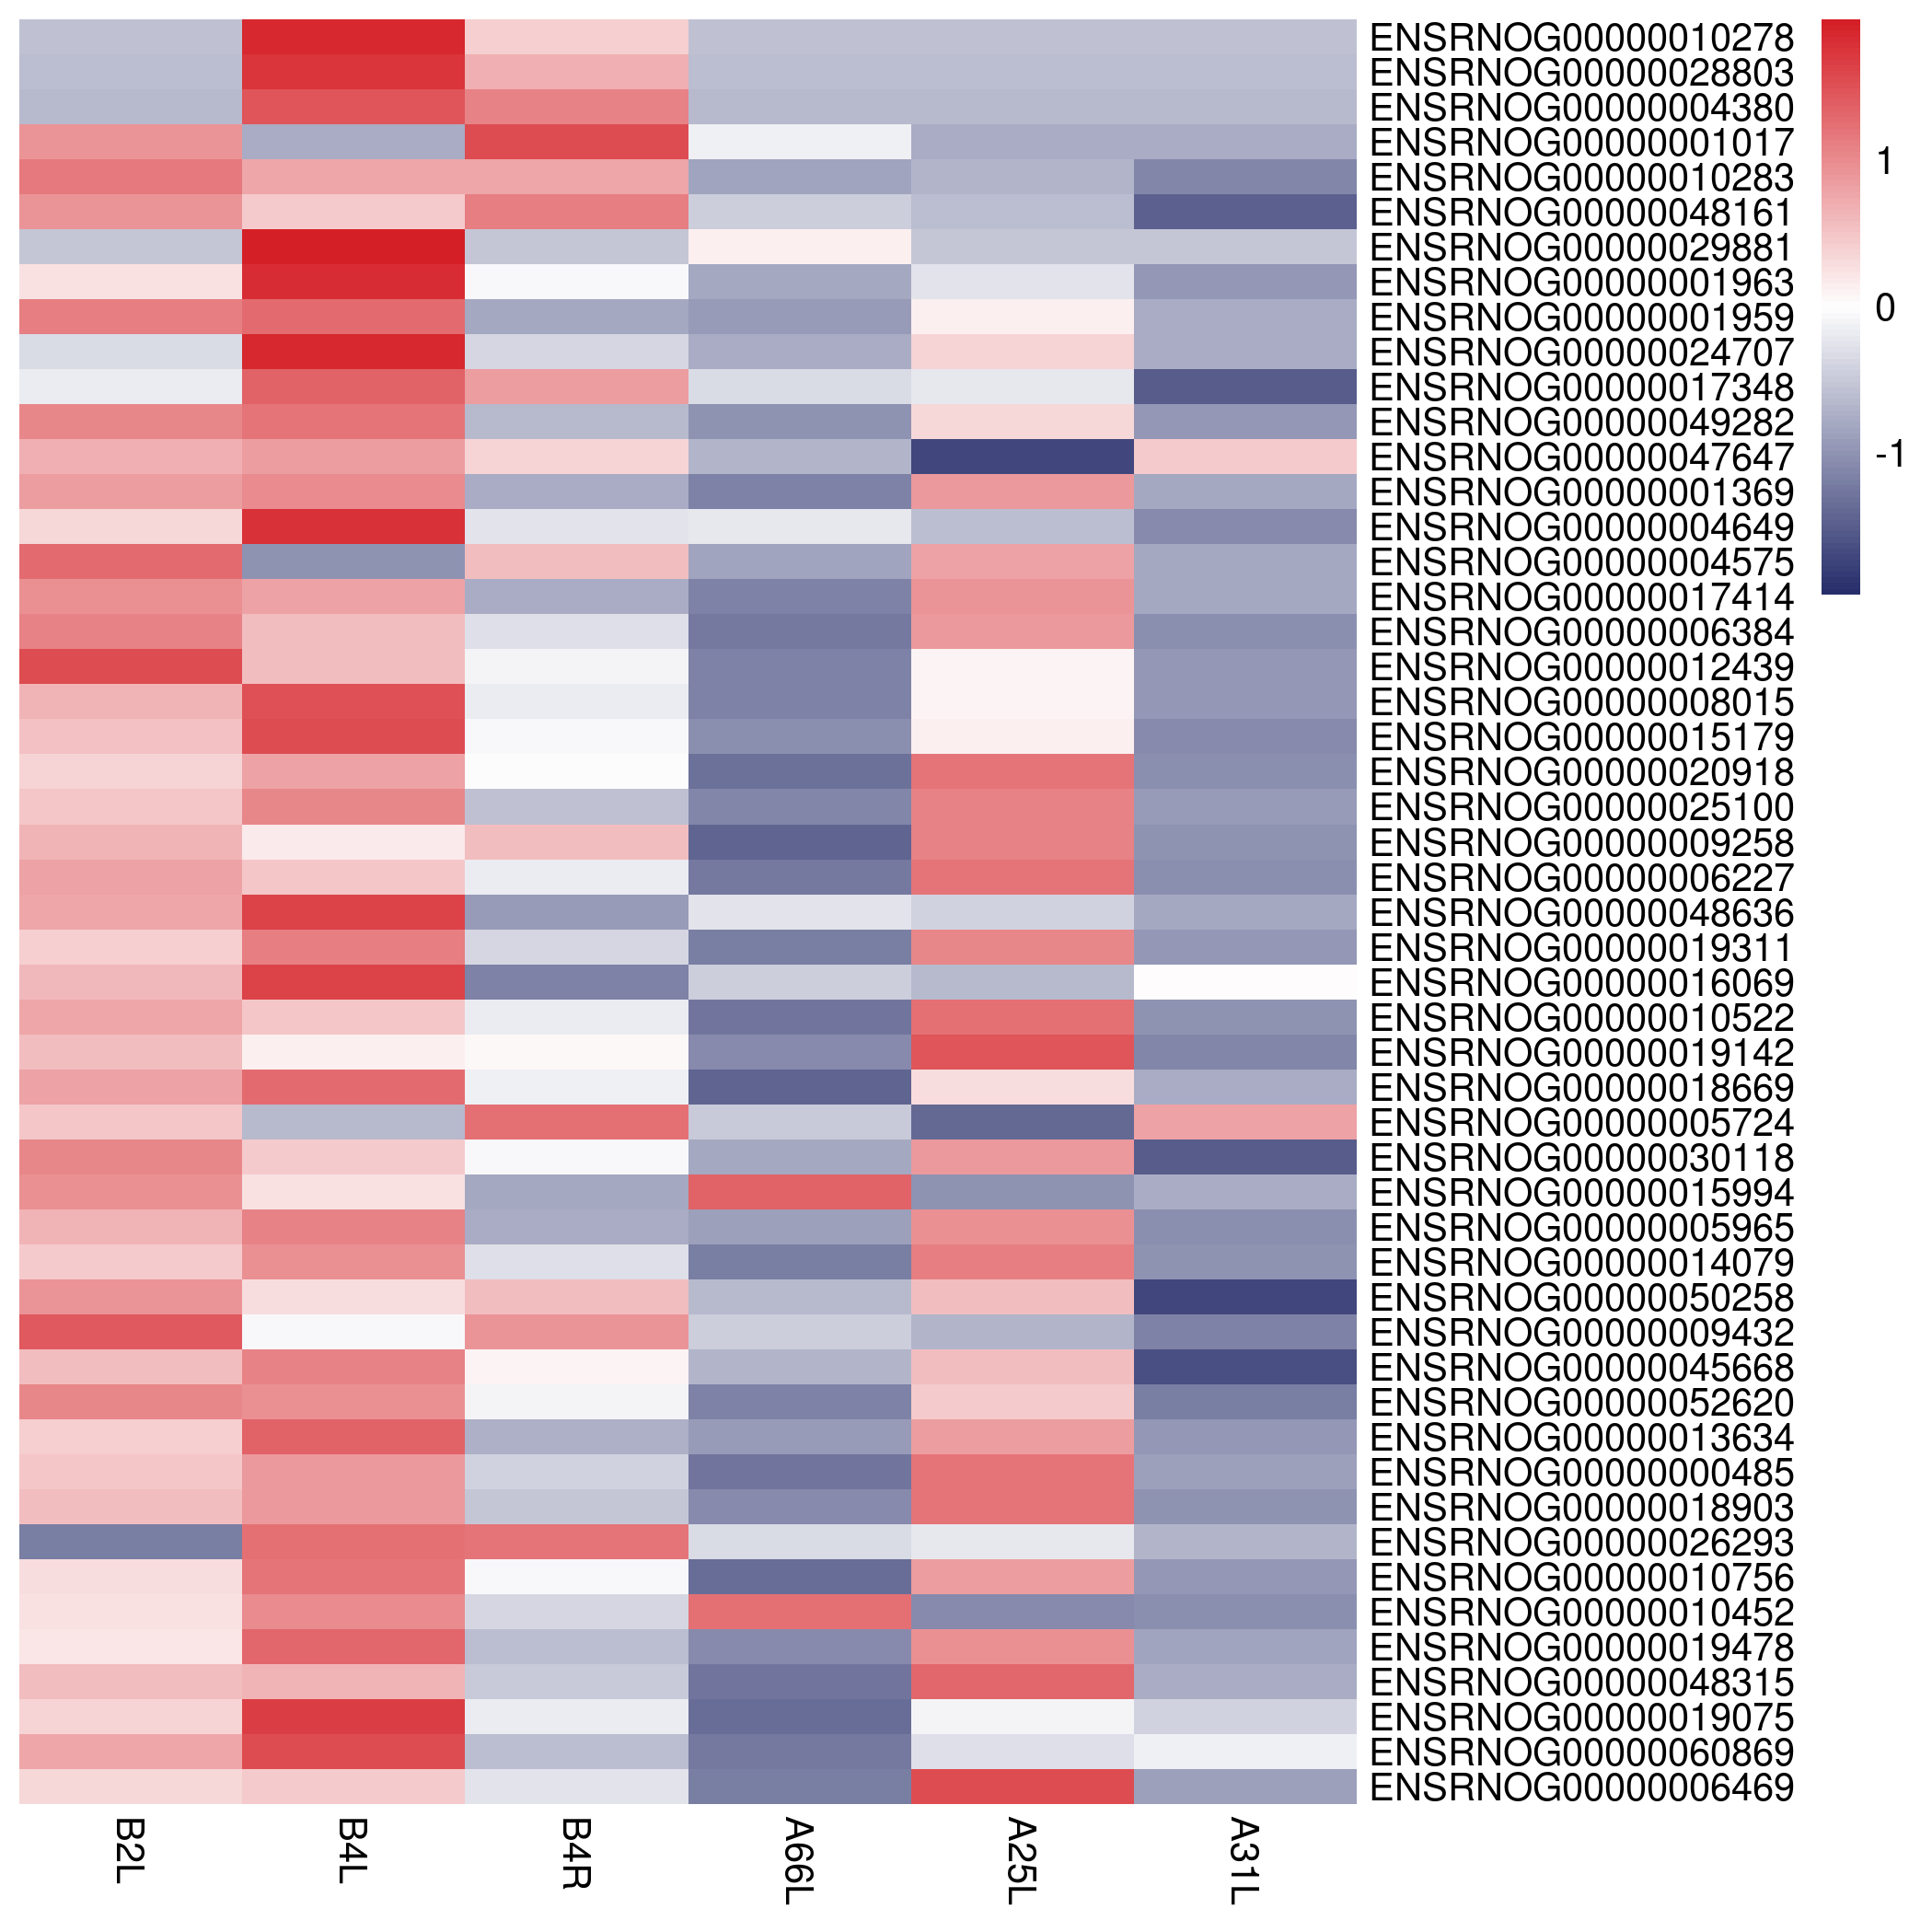 ENSRNOG00000010278
ENSRNOG00000028803
ENSRNOG00000004380
ENSRNOG00000001017
ENSRNOG00000010283
ENSRNOG00000048161
ENSRNOG00000029881
ENSRNOG00000001963
ENSRNOG00000001959
ENSRNOG00000024707
ENSRNOG00000017348
ENSRNOG00000049282
ENSRNOG00000047647
ENSRNOG00000001369
ENSRNOG00000004649
ENSRNOG00000004575
ENSRNOG00000017414
ENSRNOG00000006384
ENSRNOG00000012439
ENSRNOG00000008015
ENSRNOG00000015179
ENSRNOG00000020918
ENSRNOG00000025100
ENSRNOG00000009258
ENSRNOG00000006227
ENSRNOG00000048636
ENSRNOG00000019311
ENSRNOG00000016069
ENSRNOG00000010522
ENSRNOG00000019142
ENSRNOG00000018669
ENSRNOG00000005724
ENSRNOG00000030118
ENSRNOG00000015994
ENSRNOG00000005965
ENSRNOG00000014079
ENSRNOG00000050258
ENSRNOG00000009432
ENSRNOG00000045668
ENSRNOG00000052620
ENSRNOG00000013634
ENSRNOG00000000485
ENSRNOG00000018903
ENSRNOG00000026293
ENSRNOG00000010756
ENSRNOG00000010452
ENSRNOG00000019478
ENSRNOG00000048315
ENSRNOG00000019075
ENSRNOG00000060869
ENSRNOG00000006469
1
0
-1
B2L
B4L
B4R
A66L
A25L
A31L